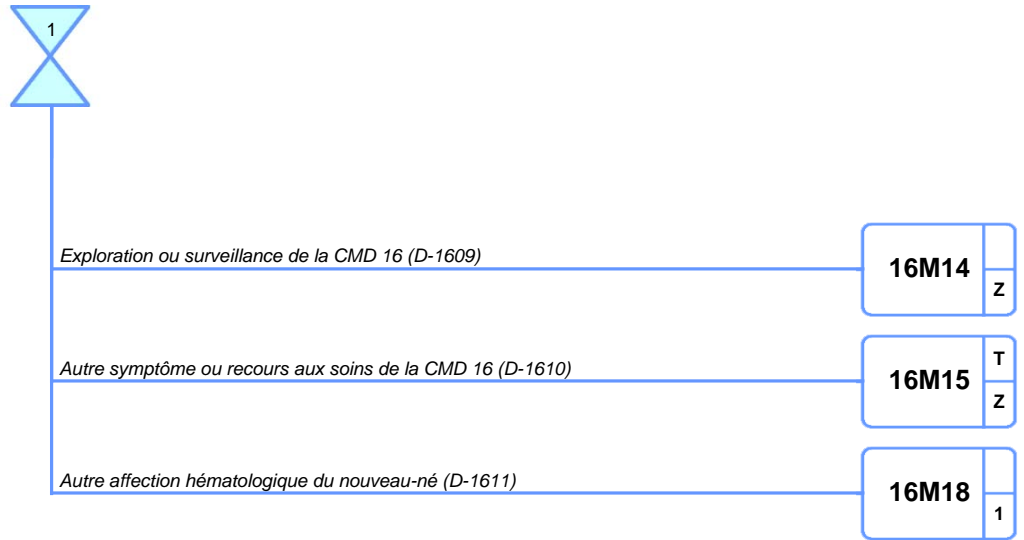 1
Exploration ou surveillance de la CMD 16 (D-1609)
16M14
Z
Autre symptôme ou recours aux soins de la CMD 16 (D-1610)
16M15
T
Z
Autre affection hématologique du nouveau-né (D-1611)
16M18
1